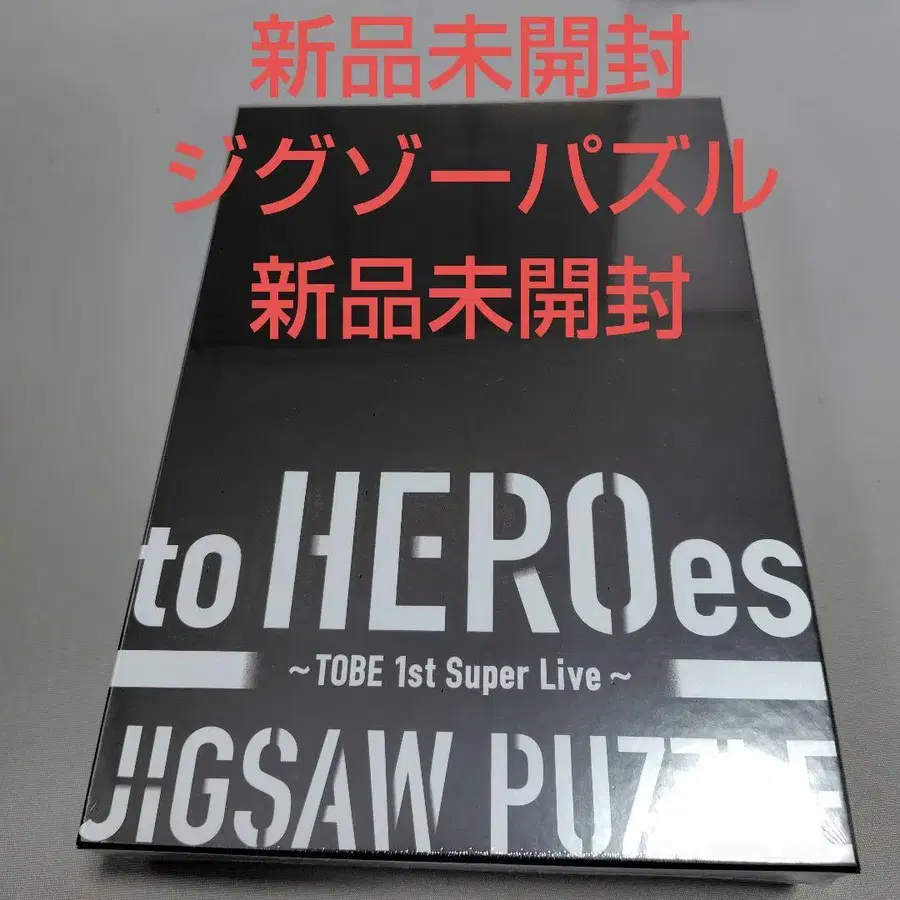 新品未開封
ジグゾーパズル
新品未開封
to HEROes
~TOBE 1st Super Live~
JIGSAW PUZZLE